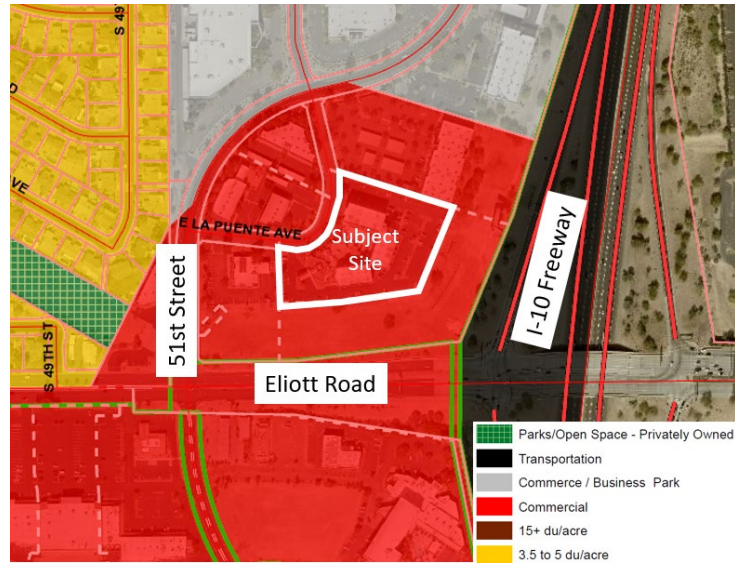 S 49T
D
AVE
E LA PUENTE AVE
Subject
Site
51st Street
I-10 Freeway
S 49TH ST
Eliott Road
Parks/Open Space - Privately Owned
Transportation
Commerce / Business Park
Commercial
15+ du/acre
3.5 to 5 du/acre